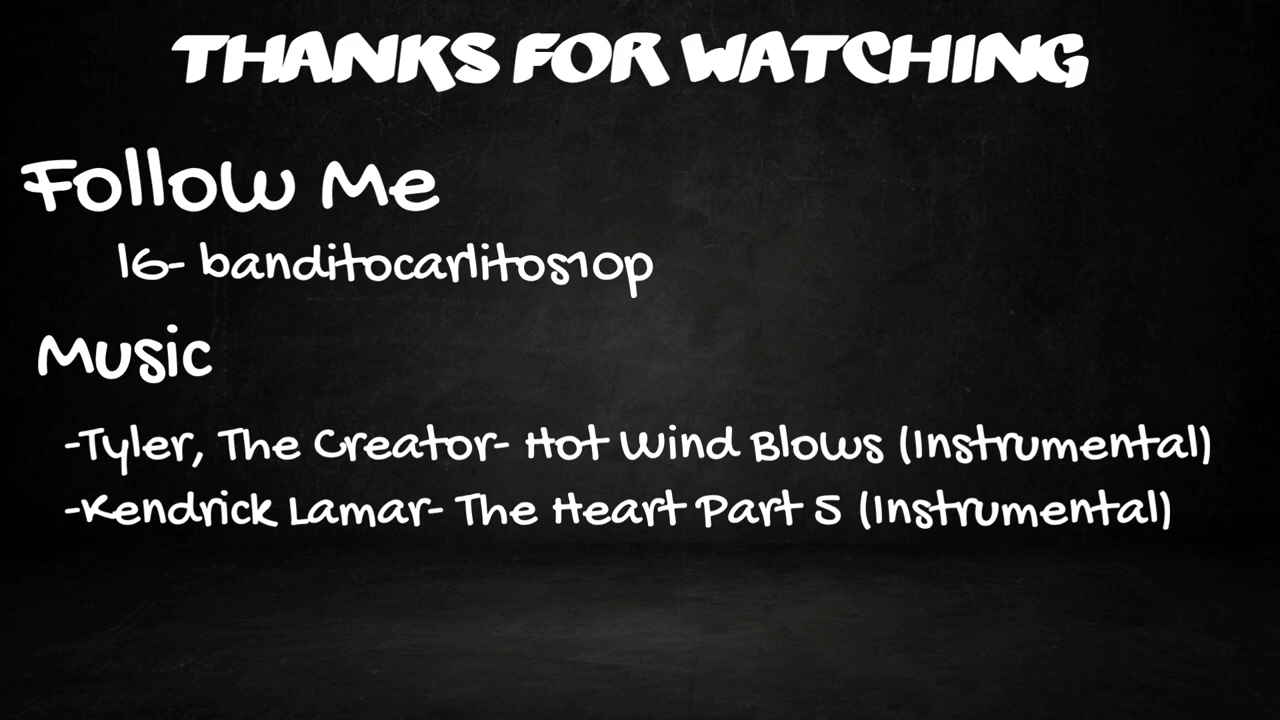 THANKS FOR WATCHING
Follow Me
16- banditocarlitos10p
Music
-Tyler, The Creator- Hot Wind Blows (Instrumental)
-Kendrick Lamar- The Heart Part 5 (Instrumental)